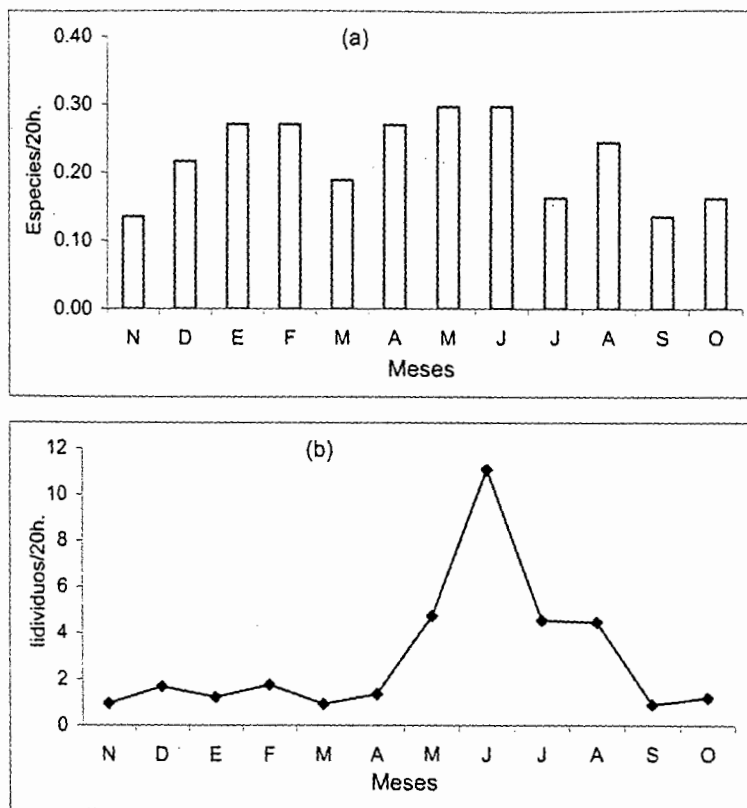 (a)
Especies/20h.
0.40
0.30
0.20
0.10
0.00
N D E F M A M J J A S O
Meses
(b)
Iidividuos/20h.
12
10
8
6
4
2
0
N D E F M A M J J A S O
Meses